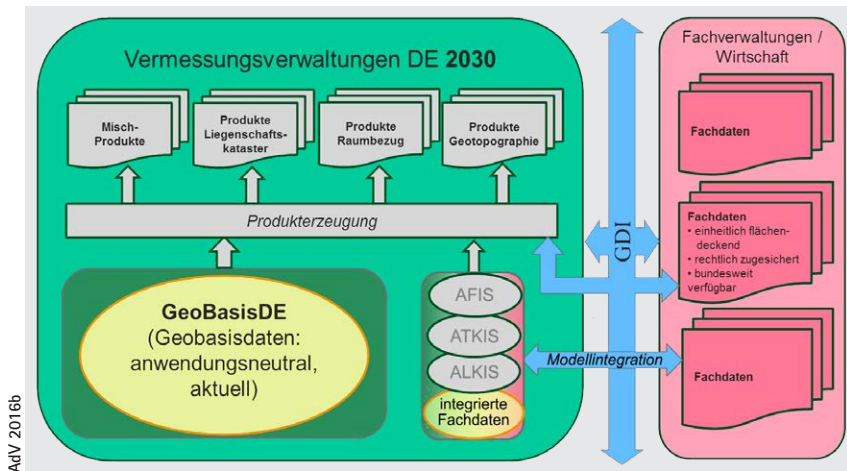 Vermessungsverwaltungen DE 2030
Misch-
Produkte
Produkte
Liegenschafts-
kataster
Produkte
Raumbezug
Produkte
Geotopographie
Produkterzeugung
GeoBasisDE
(Geobasisdaten:
anwendungsneutral,
aktuell)
AFIS
ATKIS
ALKIS
integrierte
Fachdaten
GDI
Modellintegration
Fachverwaltungen /
Wirtschaft
Fachdaten
Fachdaten
• einheitlich flächen-
deckend
• rechtlich zugesichert
• bundesweit
verfügbar
Fachdaten
AdV 2016b